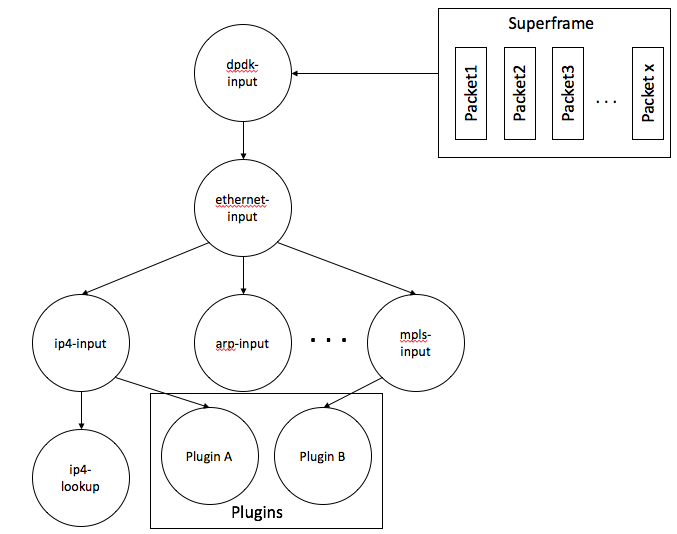 Superframe
Packet1
Packet2
Packet3
...
Packet x
dpdk-
input
ethernet-
input
ip4-input
arp-input
...
mpls-
input
ip4-
lookup
Plugin A
Plugin B
Plugins